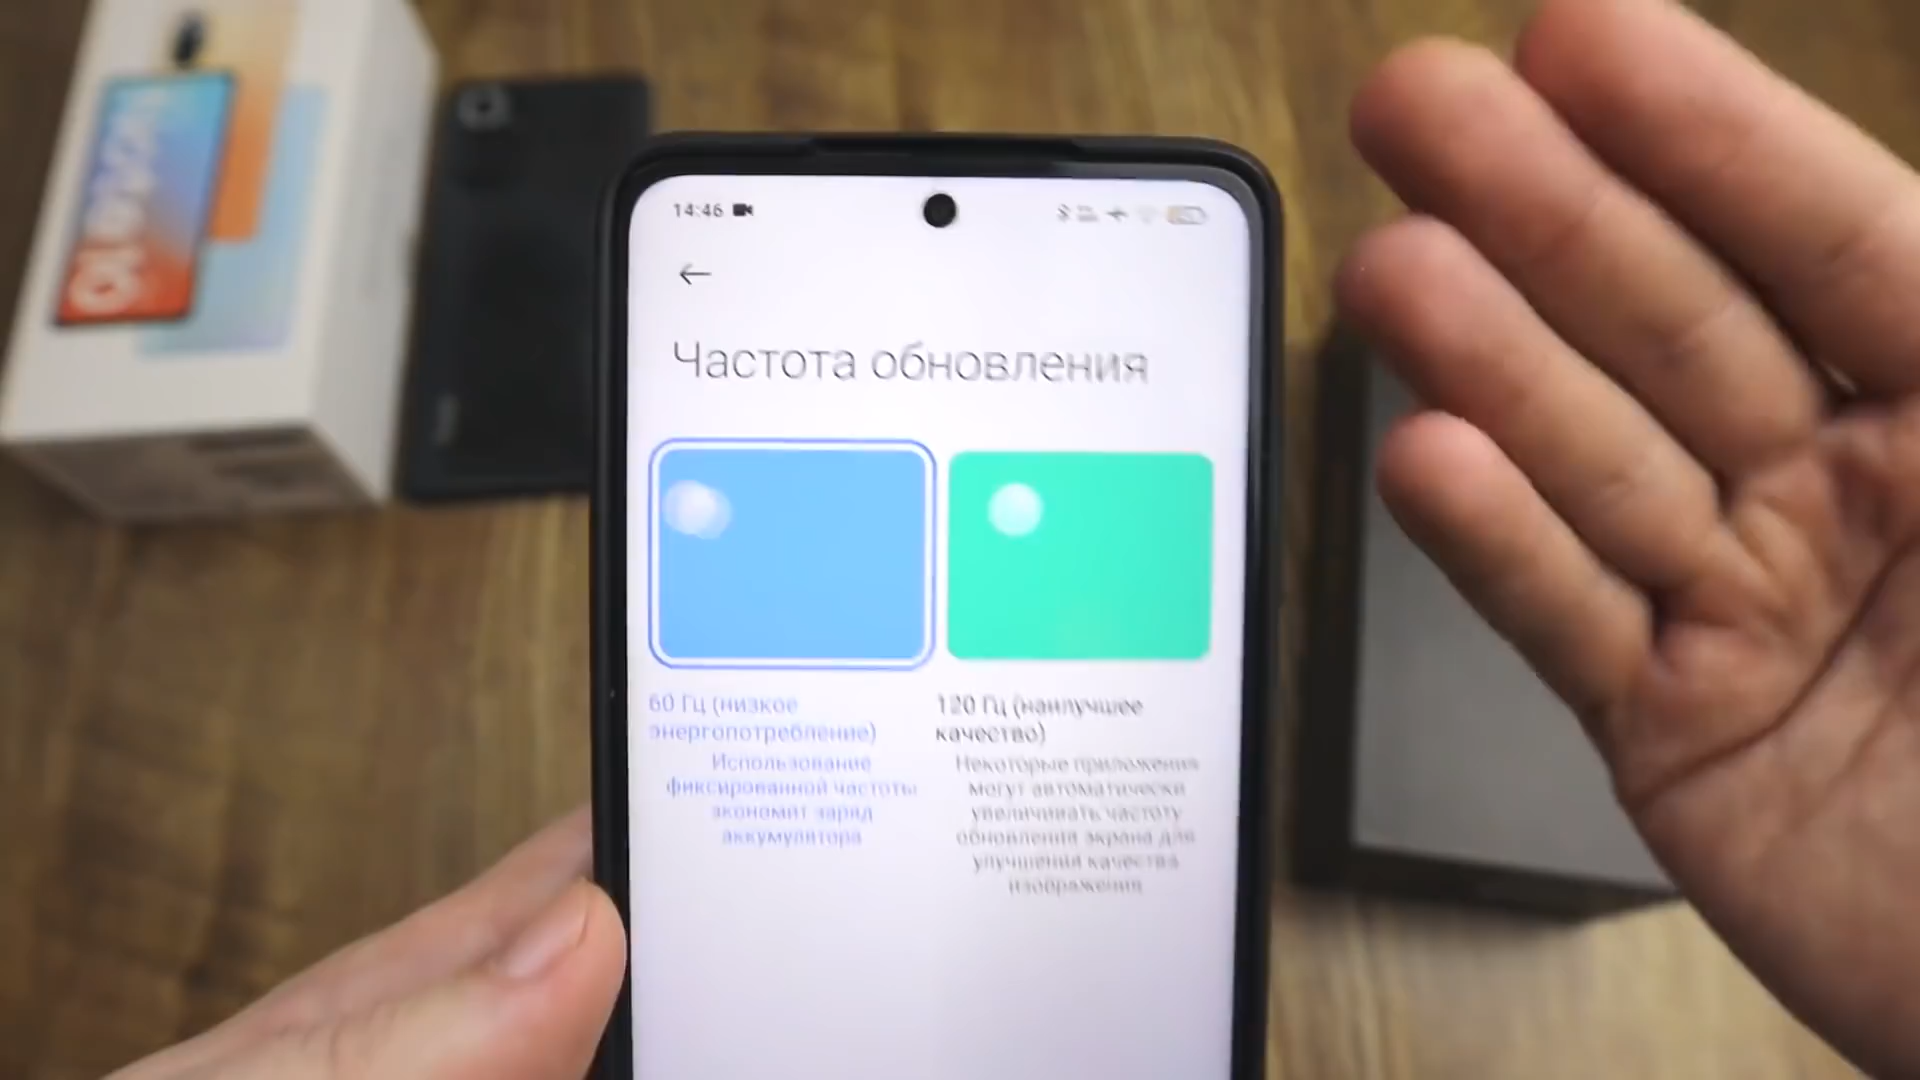 14:46
Частота обновления
60 Гц (низкое
энергопотребление)
Использование
фиксированной частоты
экономит заряд
аккумулятора
120 Гц (наилучшее
качество)
Некоторые приложения
могут автоматически
увеличивать частоту
обновления экрана для
улучшения качества
изображения